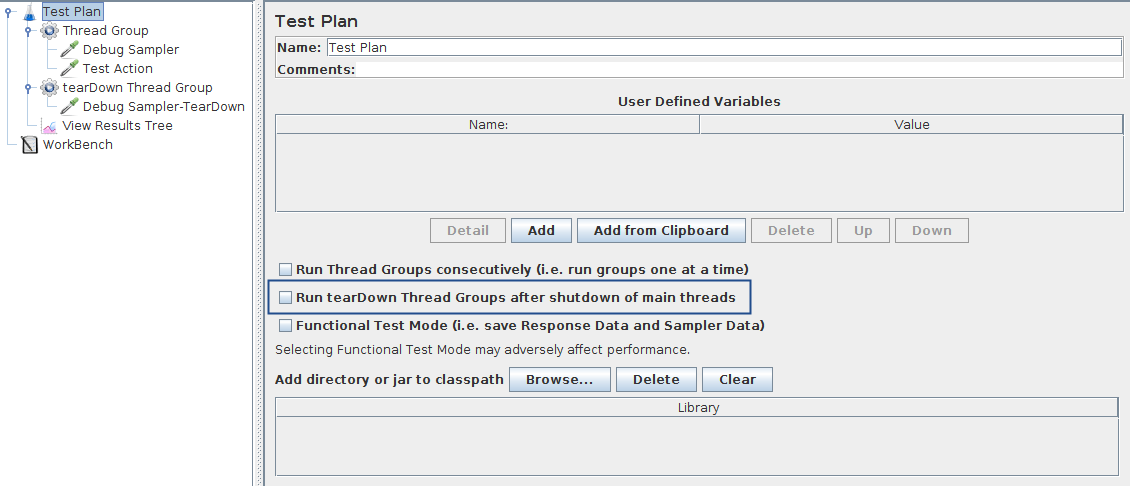 Test Plan
Thread Group
Debug Sampler
Test Action
tearDown Thread Group
Debug Sampler-TearDown
View Results Tree
WorkBench
Test Plan
Name: Test Plan
Comments:
User Defined Variables
Name: Value
Detail Add Add from Clipboard Delete Up Down
Run Thread Groups consecutively (i.e. run groups one at a time)
Run tearDown Thread Groups after shutdown of main threads
Functional Test Mode (i.e. save Response Data and Sampler Data)
Selecting Functional Test Mode may adversely affect performance.
Add directory or jar to classpath Browse... Delete Clear
Library